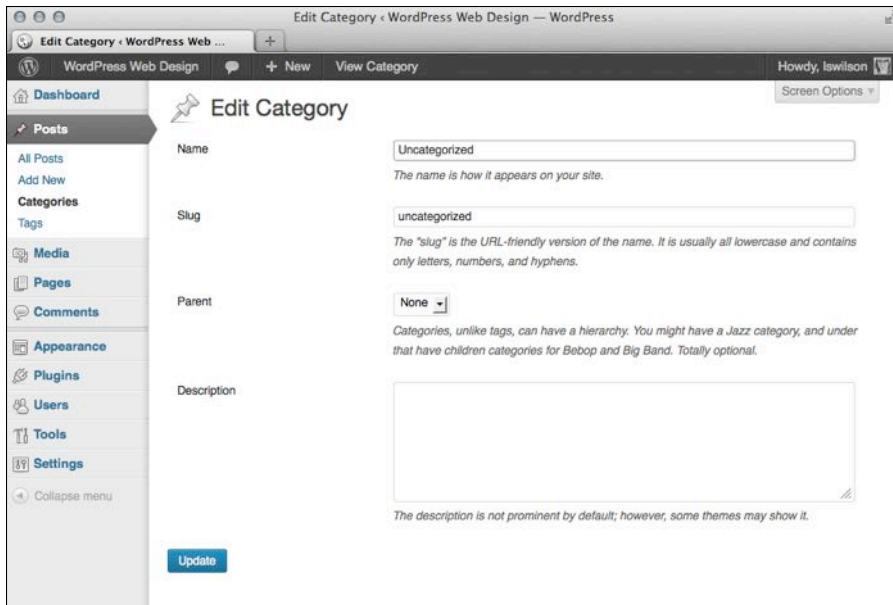 Edit Category ‹ WordPress Web Design — WordPress
Edit Category ‹ WordPress Web ...
WordPress Web Design + New View Category Howdy, lswilson
Screen Options
Dashboard
Posts
All Posts
Add New
Categories
Tags
Media
Pages
Comments
Appearance
Plugins
Users
Tools
Settings
Collapse menu
Edit Category
Name
Uncategorized
The name is how it appears on your site.
Slug
uncategorized
The "slug" is the URL-friendly version of the name. It is usually all lowercase and contains
only letters, numbers, and hyphens.
Parent
None
Categories, unlike tags, can have a hierarchy. You might have a Jazz category, and under
that have children categories for Bebop and Big Band. Totally optional.
Description
The description is not prominent by default; however, some themes may show it.
Update